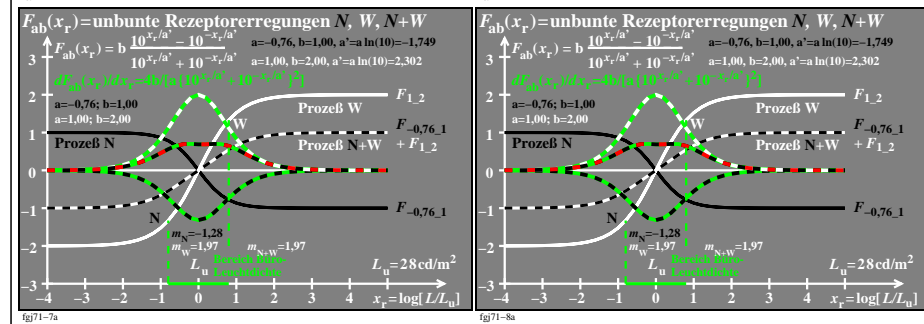 F_ab(x_r)=unbunte Rezeptorerregungen N, W, N+W
F_ab(x_r) = b (10^{x_r/a'} − 10^{−x_r/a'}) / (10^{x_r/a'} + 10^{−x_r/a'})
a=−0,76, b=1,00, a'=a ln(10)=−1,749
a=1,00, b=2,00, a'=a ln(10)=2,302
dF_ab(x_r)/dx_r=4b/[a {10^{x_r/a'} + 10^{−x_r/a'}}^2]
a=−0,76; b=1,00
a=1,00; b=2,00
Prozeß W
F_1_2
W
F_−0,76_1
+ F_1_2
Prozeß N
Prozeß N+W
N
F_−0,76_1
m_N=−1,28
m_W=1,97
m_N+W=1,97
L_u
Bereich Büro-
Leuchtdichte
L_u=28cd/m²
3
2
1
0
−1
−2
−3
−4 −3 −2 −1 0 1 2 3 4
x_r=log[L/L_u]
fgj71−7a
F_ab(x_r)=unbunte Rezeptorerregungen N, W, N+W
F_ab(x_r) = b (10^{x_r/a'} − 10^{−x_r/a'}) / (10^{x_r/a'} + 10^{−x_r/a'})
a=−0,76, b=1,00, a'=a ln(10)=−1,749
a=1,00, b=2,00, a'=a ln(10)=2,302
dF_ab(x_r)/dx_r=4b/[a {10^{x_r/a'} + 10^{−x_r/a'}}^2]
a=−0,76; b=1,00
a=1,00; b=2,00
Prozeß W
F_1_2
W
F_−0,76_1
+ F_1_2
Prozeß N
Prozeß N+W
N
F_−0,76_1
m_N=−1,28
m_W=1,97
m_N+W=1,97
L_u
Bereich Büro-
Leuchtdichte
L_u=28cd/m²
3
2
1
0
−1
−2
−3
−4 −3 −2 −1 0 1 2 3 4
x_r=log[L/L_u]
fgj71−8a